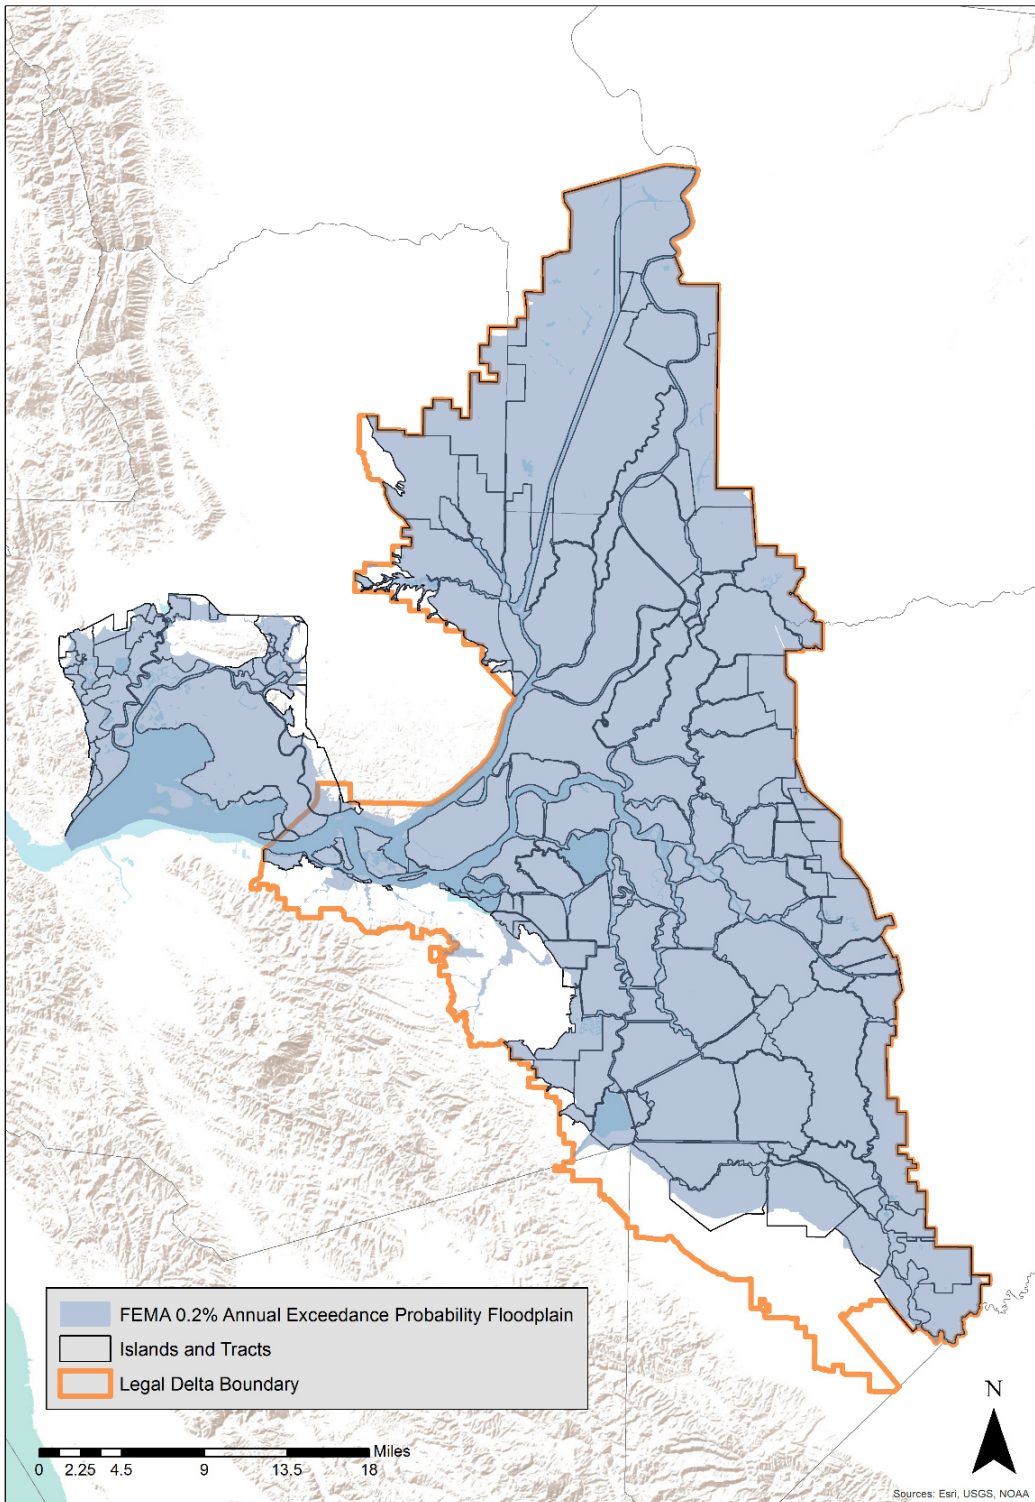 FEMA 0.2% Annual Exceedance Probability Floodplain
Islands and Tracts
Legal Delta Boundary
N
Miles
0 2.25 4.5 9 13.5 18
Sources: Esri, USGS, NOAA